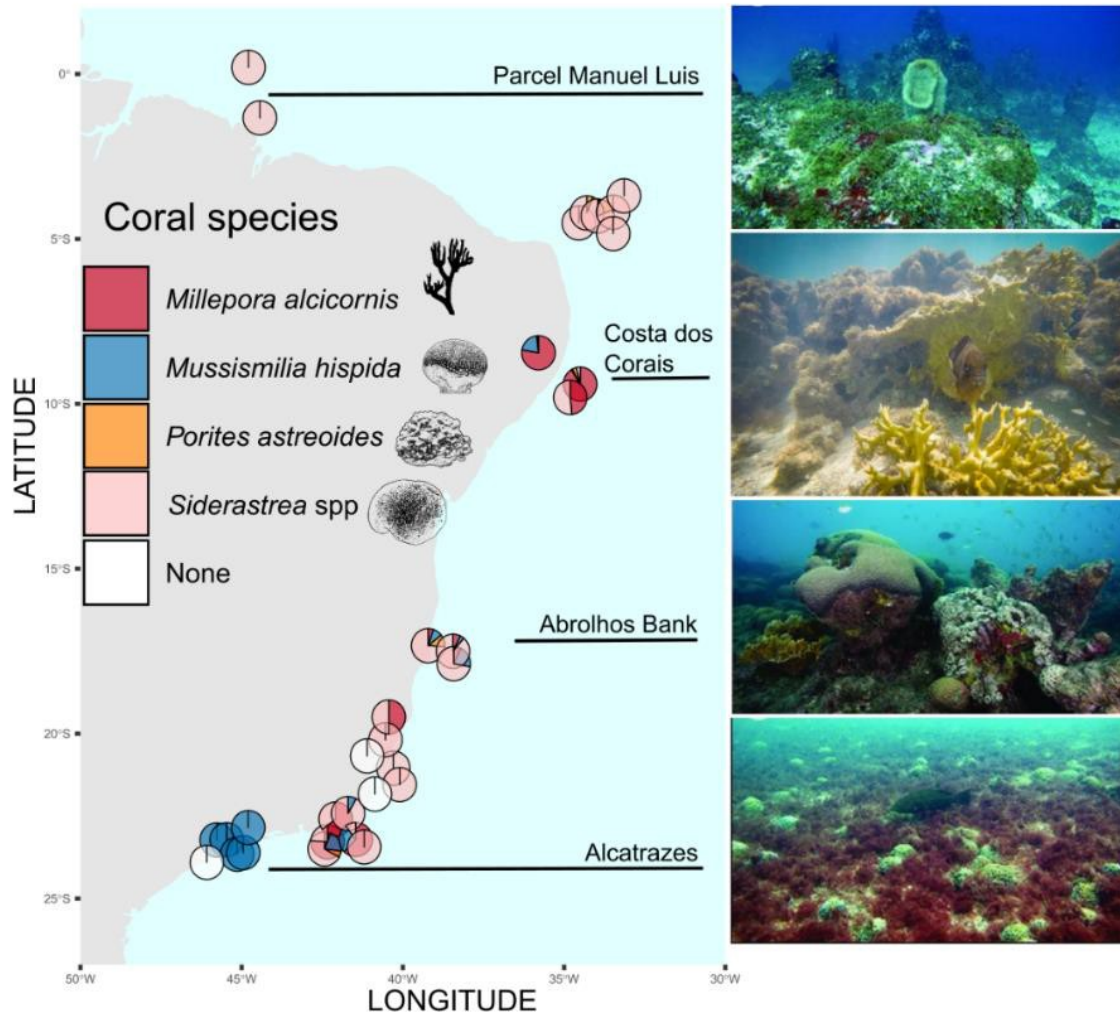 Parcel Manuel Luis
Coral species
Millepora alcicornis
Mussismilia hispida
Porites astreoides
Siderastrea spp
None
Costa dos
Corais
Abrolhos Bank
Alcatrazes
LATITUDE
0°
5°S
10°S
15°S
20°S
25°S
50°W
45°W
40°W
35°W
30°W
LONGITUDE